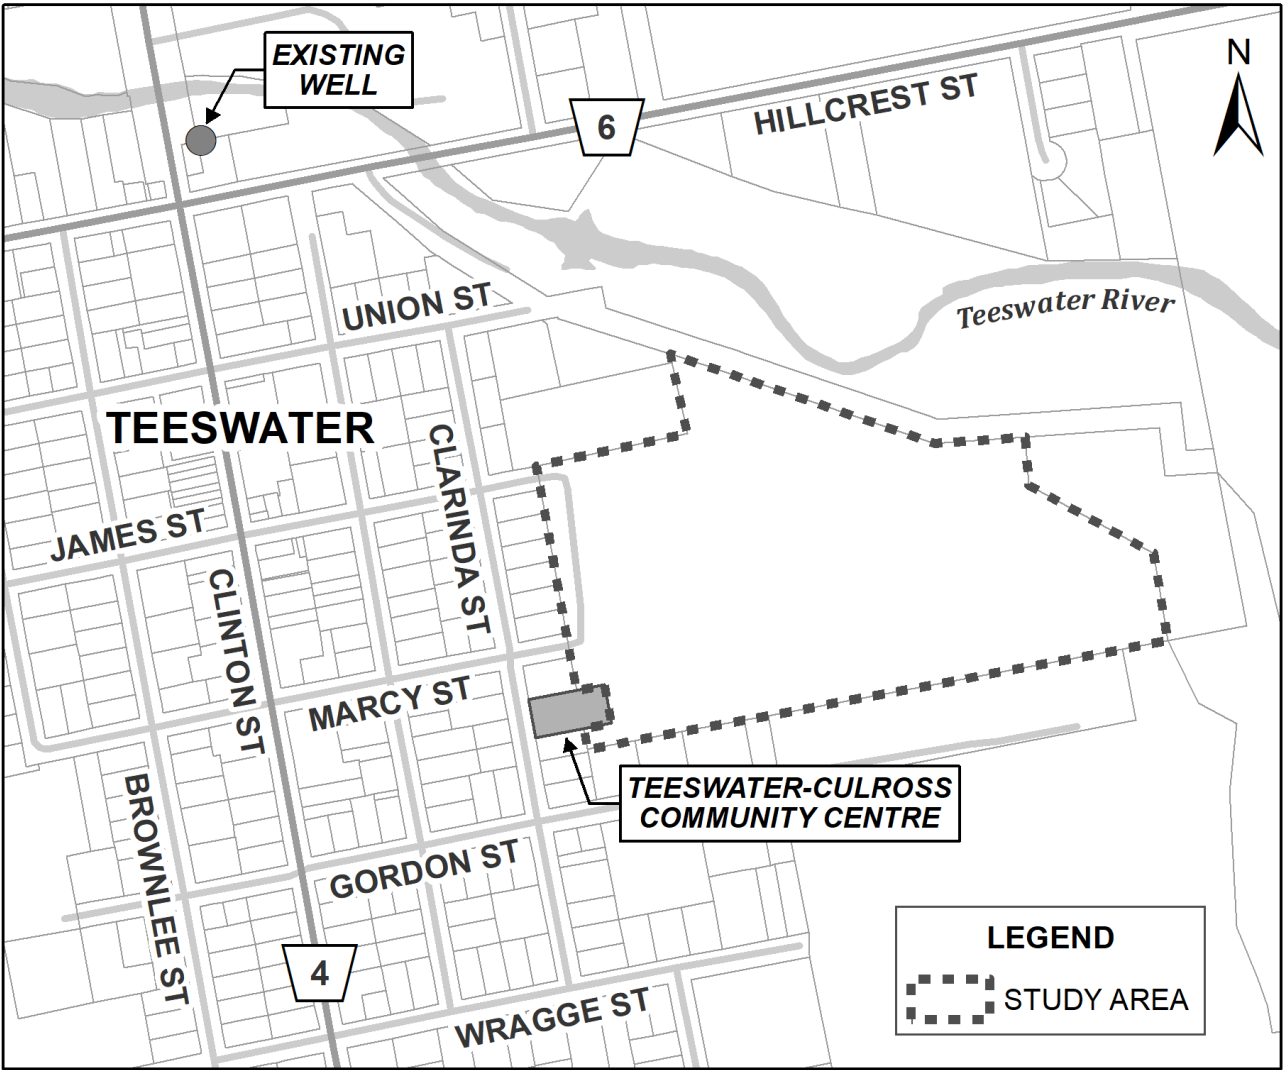 EXISTING
WELL
N
6
HILLCREST ST
UNION ST
Teeswater River
TEESWATER
CLARINDA ST
JAMES ST
CLINTON ST
MARCY ST
BROWNLEE ST
TEESWATER-CULROSS
COMMUNITY CENTRE
GORDON ST
4
WRAGGE ST
LEGEND
STUDY AREA